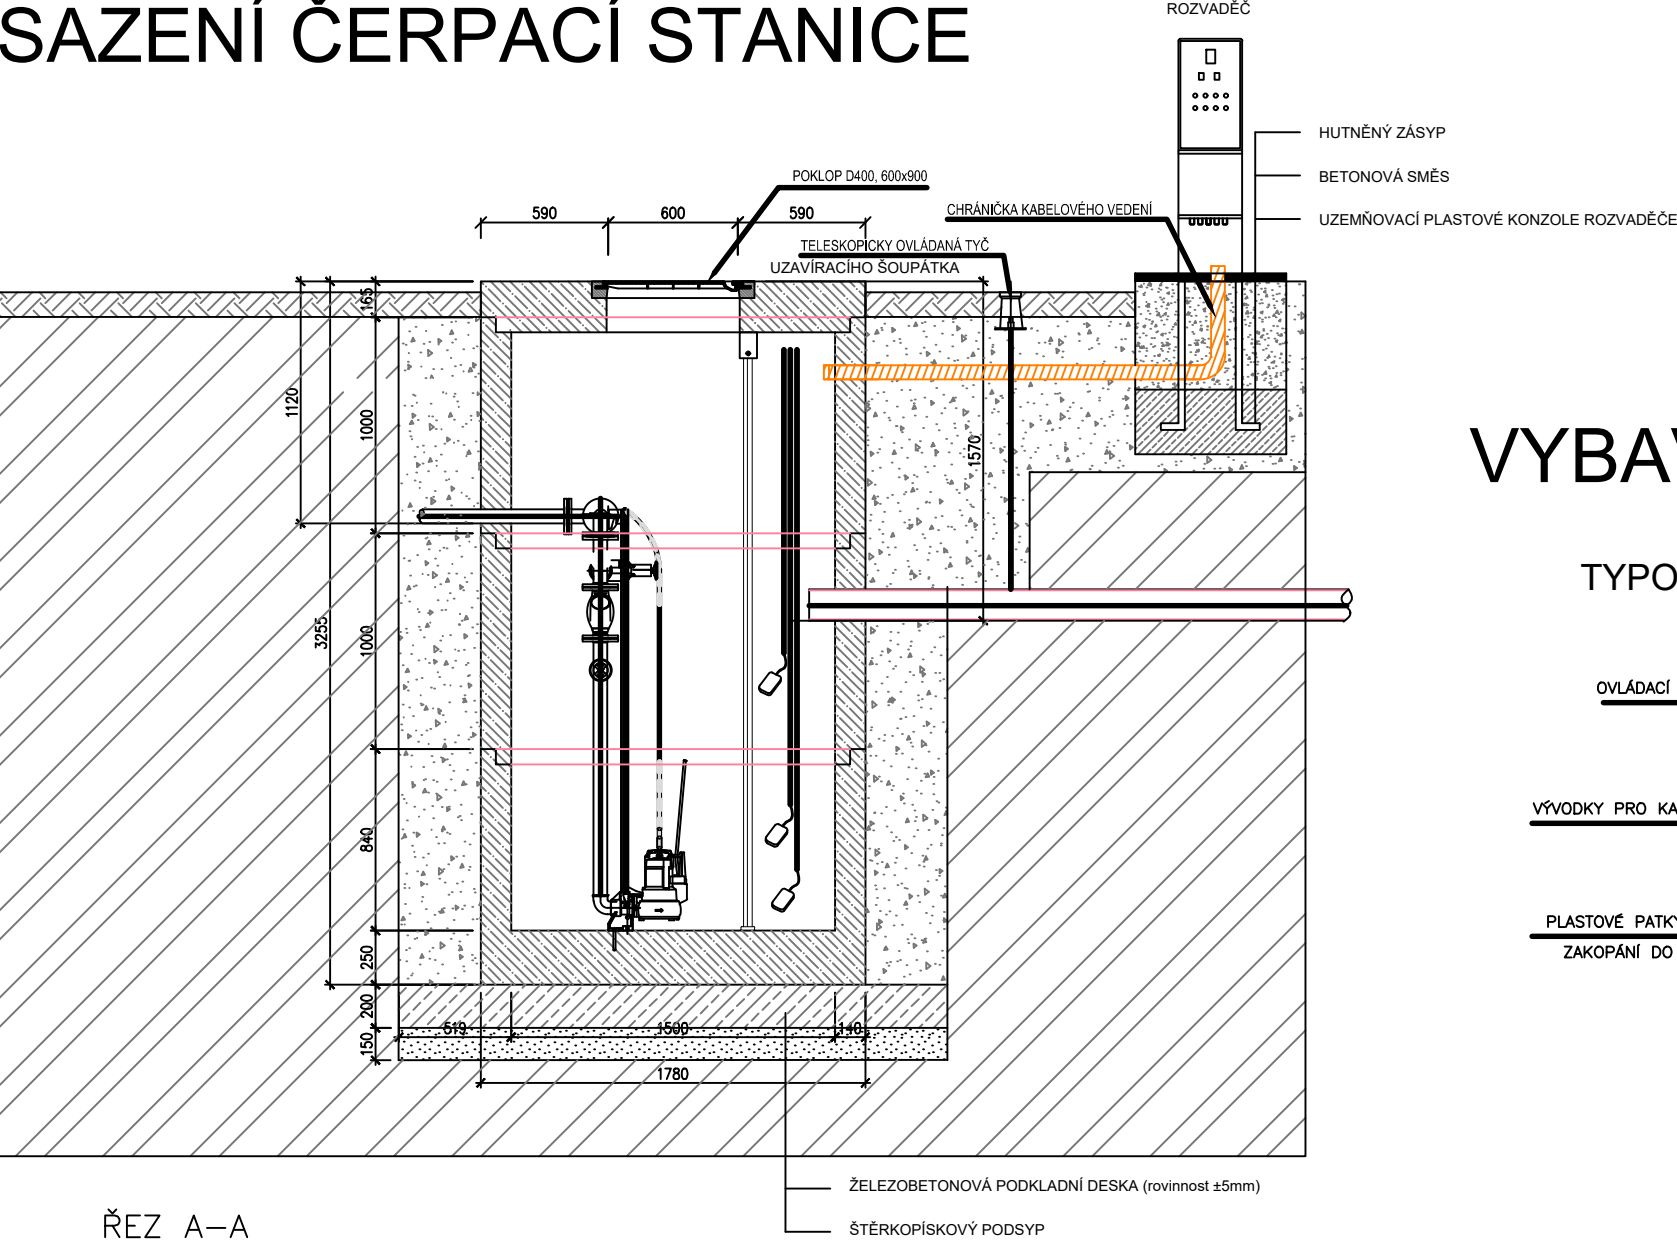 SAZENÍ ČERPACÍ STANICE
ROZVADĚČ
HUTNĚNÝ ZÁSYP
BETONOVÁ SMĚS
UZEMŇOVACÍ PLASTOVÉ KONZOLE ROZVADĚČE
POKLOP D400, 600x900
590
600
590
CHRÁNIČKA KABELOVÉHO VEDENÍ
TELESKOPICKY OVLÁDANÁ TYČ
UZAVÍRACÍHO ŠOUPÁTKA
165
1120
1000
1570
3255
1000
840
250
200
150
519
1500
140
1780
VYBAV
TYPO
OVLÁDACÍ
VÝVODKY PRO KA
PLASTOVÉ PATKY
ZAKOPÁNÍ DO
ŽELEZOBETONOVÁ PODKLADNÍ DESKA (rovinnost ±5mm)
ŠTĚRKOPÍSKOVÝ PODSYP
ŘEZ A–A